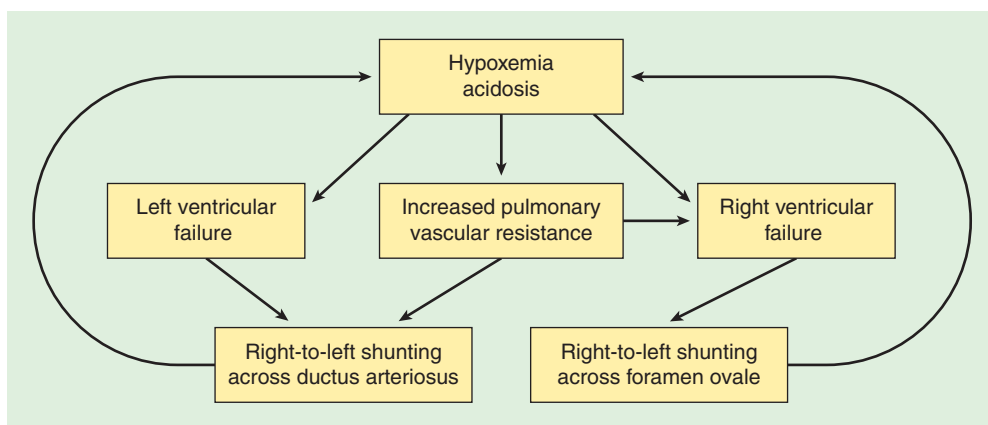 Hypoxemia
acidosis
Left ventricular
failure
Increased pulmonary
vascular resistance
Right ventricular
failure
Right-to-left shunting
across ductus arteriosus
Right-to-left shunting
across foramen ovale